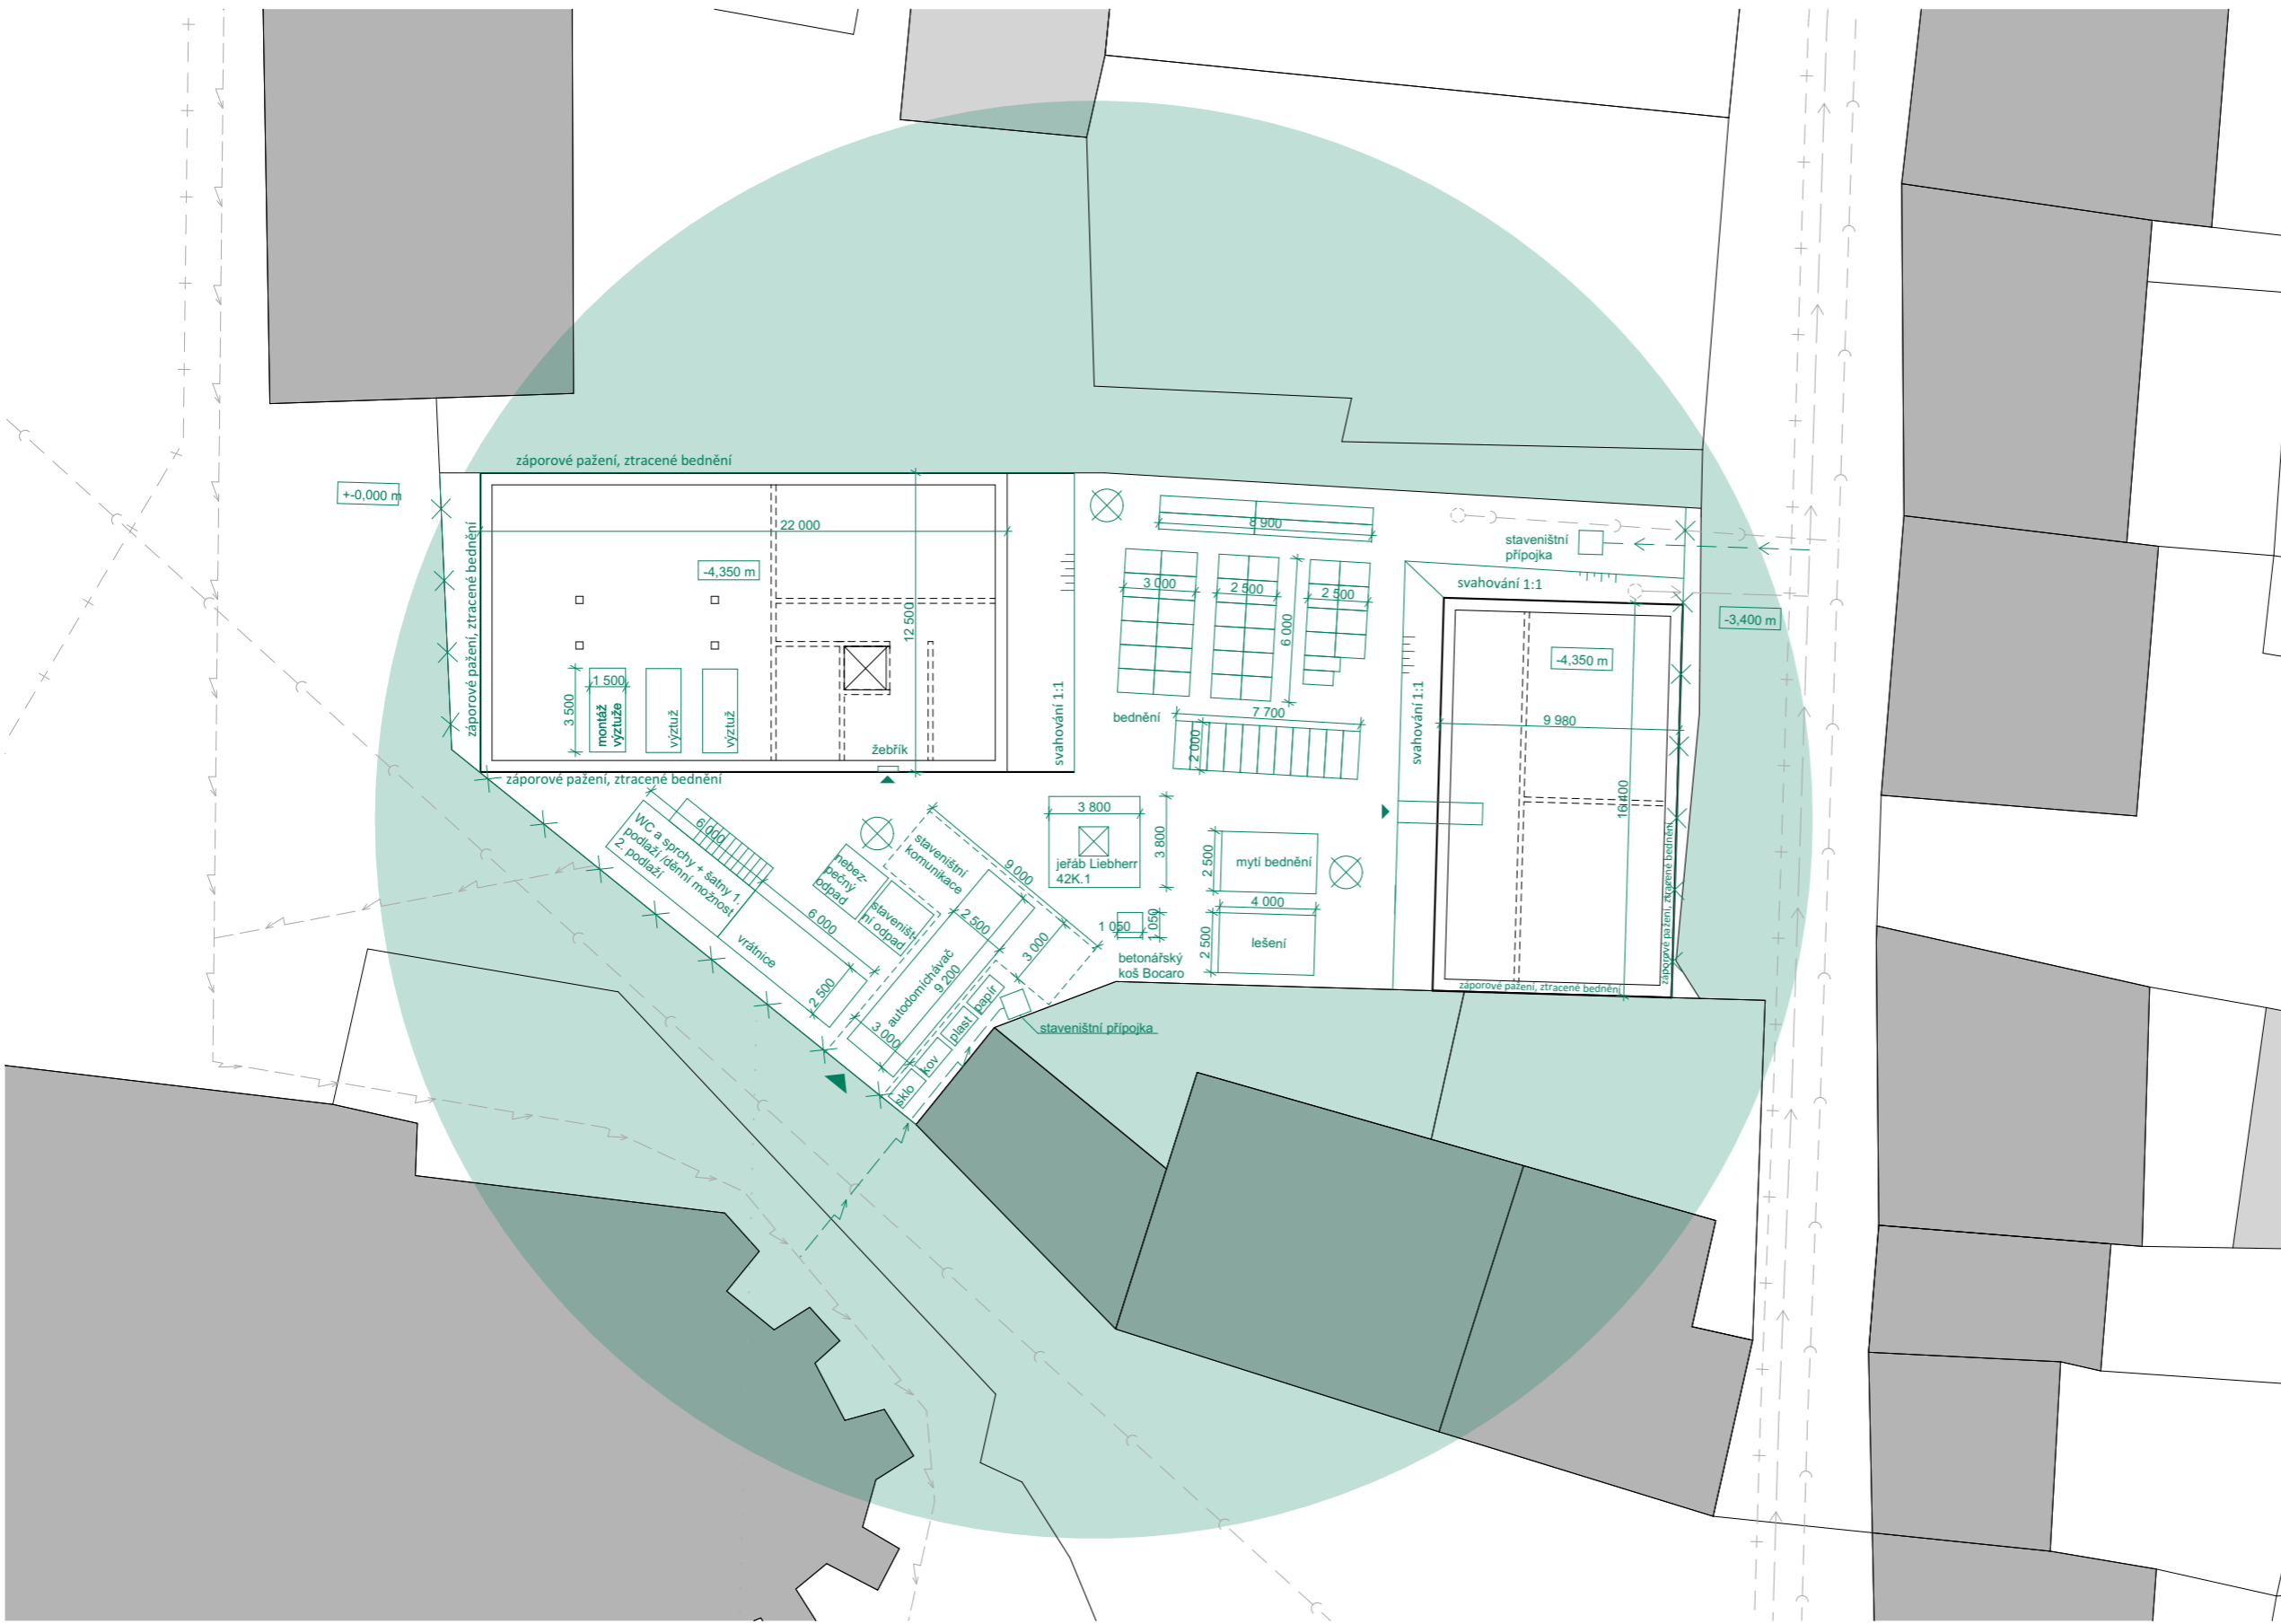 záporové pažení, ztracené bednění
+-0,000 m
záporové pažení, ztracené bednění
22 000
-4,350 m
12 500
1 500
3 500
montáž
výztuže
výztuž
výztuž
žebřík
záporové pažení, ztracené bednění
svahování 1:1
8 900
3 000
2 500
2 500
6 000
bednění
7 700
2 000
staveništní
přípojka
svahování 1:1
svahování 1:1
-3,400 m
-4,350 m
9 980
16 400
záporové pažení, ztracené bednění
záporové pažení, ztracené bednění
6 000
WC a sprchy + šatny 1.
podlaží /děnní možnost
2. podlaží
vrátnice
6 000
2 500
nebez-
pečný
odpad
staveništ-
ní odpad
staveništní
komunikace
9 000
2 500
3 000
autodomíchávač
9 200
3 000
sklo
kov
plast
papír
staveništní přípojka
3 800
3 800
jeřáb Liebherr
42K.1
1 050
1 050
betonářský
koš Bocaro
2 500
mytí bednění
4 000
2 500
lešení